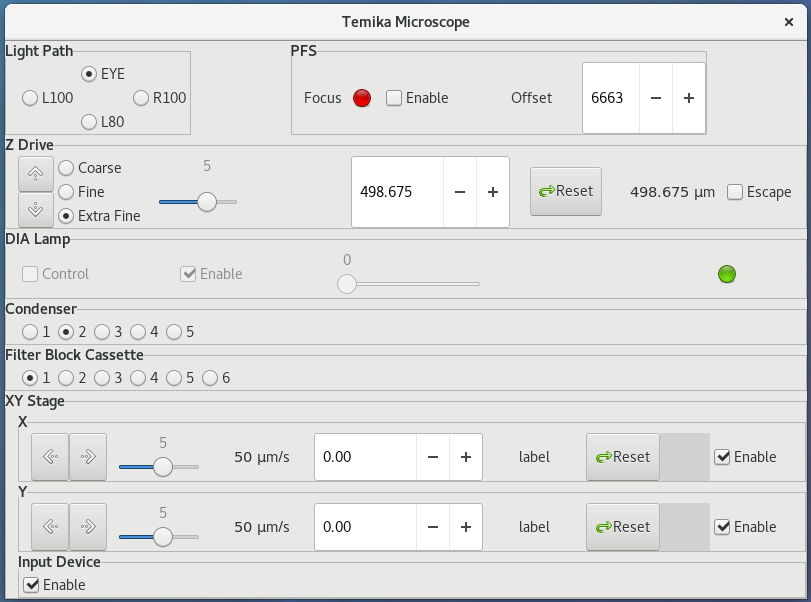 Temika Microscope
Light Path
EYE
L100 R100
L80
PFS
Focus Enable Offset 6663
Z Drive
Coarse
Fine
Extra Fine
5
498.675 Reset 498.675 µm Escape
DIA Lamp
Control Enable 0
Condenser
1 2 3 4 5
Filter Block Cassette
1 2 3 4 5 6
XY Stage
X
5 50 µm/s 0.00 label Reset Enable
Y
5 50 µm/s 0.00 label Reset Enable
Input Device
Enable